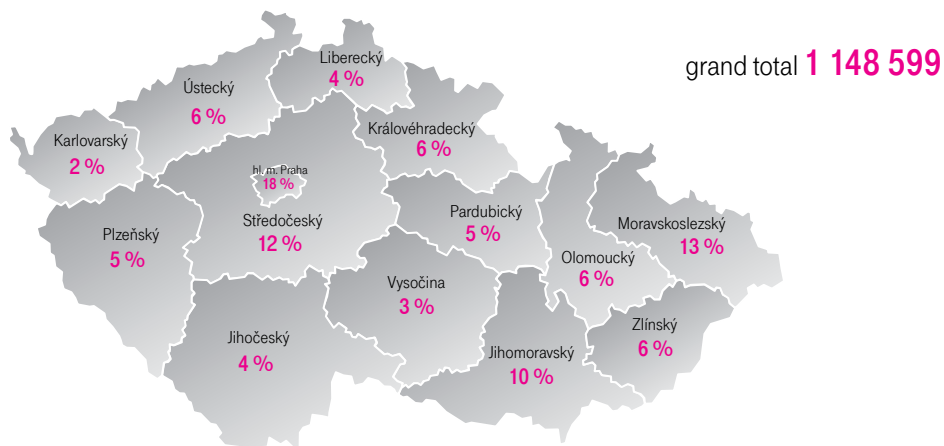 grand total 1 148 599
Liberecký
4 %
Ústecký
6 %
Karlovarský
2 %
Královéhradecký
6 %
hl. m. Praha
18 %
Středočeský
12 %
Plzeňský
5 %
Pardubický
5 %
Moravskoslezský
13 %
Olomoucký
6 %
Vysočina
3 %
Zlínský
6 %
Jihočeský
4 %
Jihomoravský
10 %